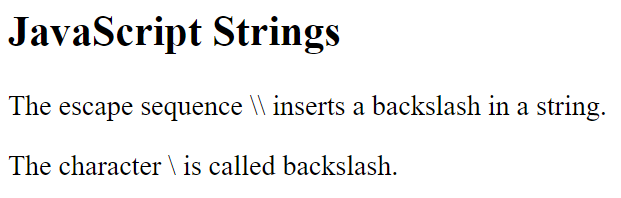 JavaScript Strings
The escape sequence \\ inserts a backslash in a string.
The character \ is called backslash.